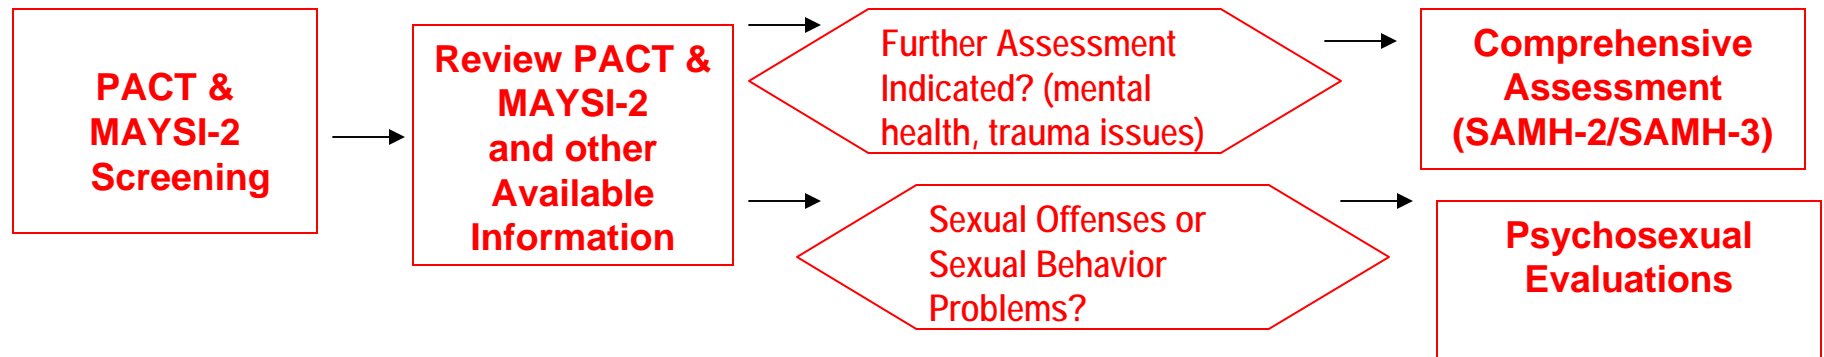 PACT &
MAYSI-2
Screening
Review PACT &
MAYSI-2
and other
Available
Information
Further Assessment
Indicated? (mental
health, trauma issues)
Comprehensive
Assessment
(SAMH-2/SAMH-3)
Sexual Offenses or
Sexual Behavior
Problems?
Psychosexual
Evaluations